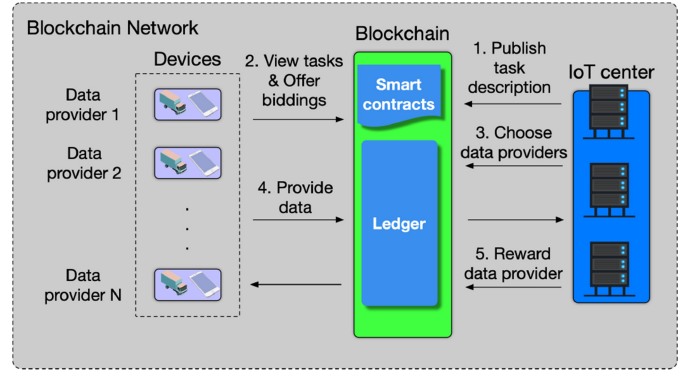 Blockchain Network
Devices
Data
provider 1
Data
provider 2
Data
provider N
2. View tasks
& Offer
biddings
4. Provide
data
Blockchain
Smart
contracts
Ledger
1. Publish
task
description
3. Choose
data providers
5. Reward
data provider
IoT center